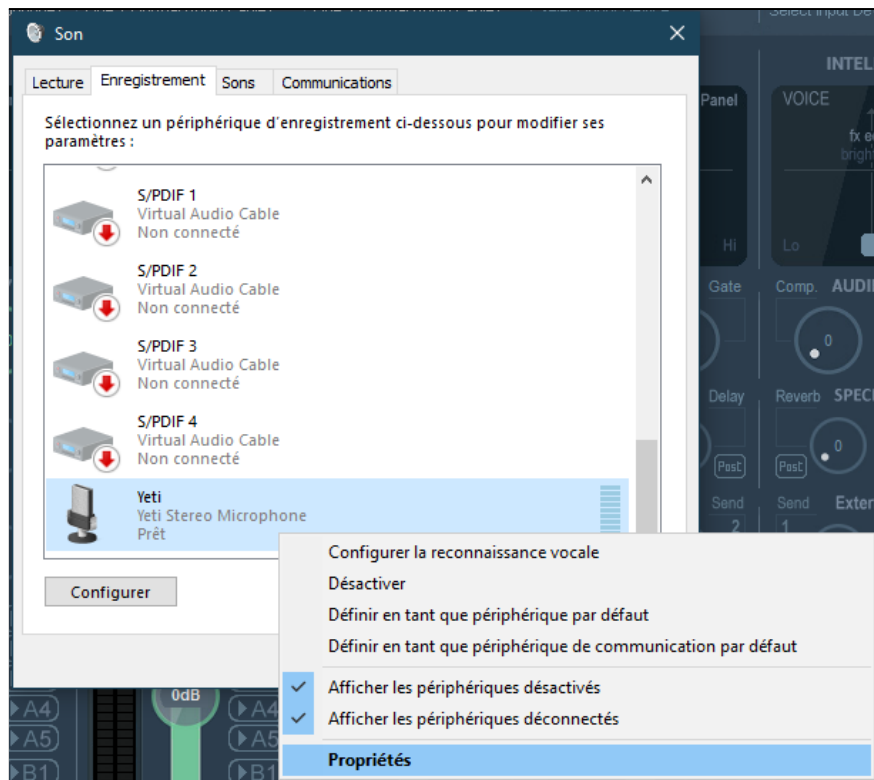 Select Input De
Son
INTEL
Lecture
Enregistrement
Sons
Communications
Panel
VOICE
Sélectionnez un périphérique d'enregistrement ci-dessous pour modifier ses
paramètres :
fx e
bright
S/PDIF 1
Virtual Audio Cable
Non connecté
Hi
Lo
S/PDIF 2
Virtual Audio Cable
Non connecté
Gate
Comp.
AUDI
S/PDIF 3
Virtual Audio Cable
Non connecté
0
Delay
Reverb
SPEC
S/PDIF 4
Virtual Audio Cable
Non connecté
0
Post
Post
Yeti
Yeti Stereo Microphone
Prêt
Send
Send
Exter
2
1
Configurer
Configurer la reconnaissance vocale
Désactiver
Définir en tant que périphérique par défaut
Définir en tant que périphérique de communication par défaut
Afficher les périphériques désactivés
Afficher les périphériques déconnectés
Propriétés
0dB
A4
A4
A5
A5
B1
B1